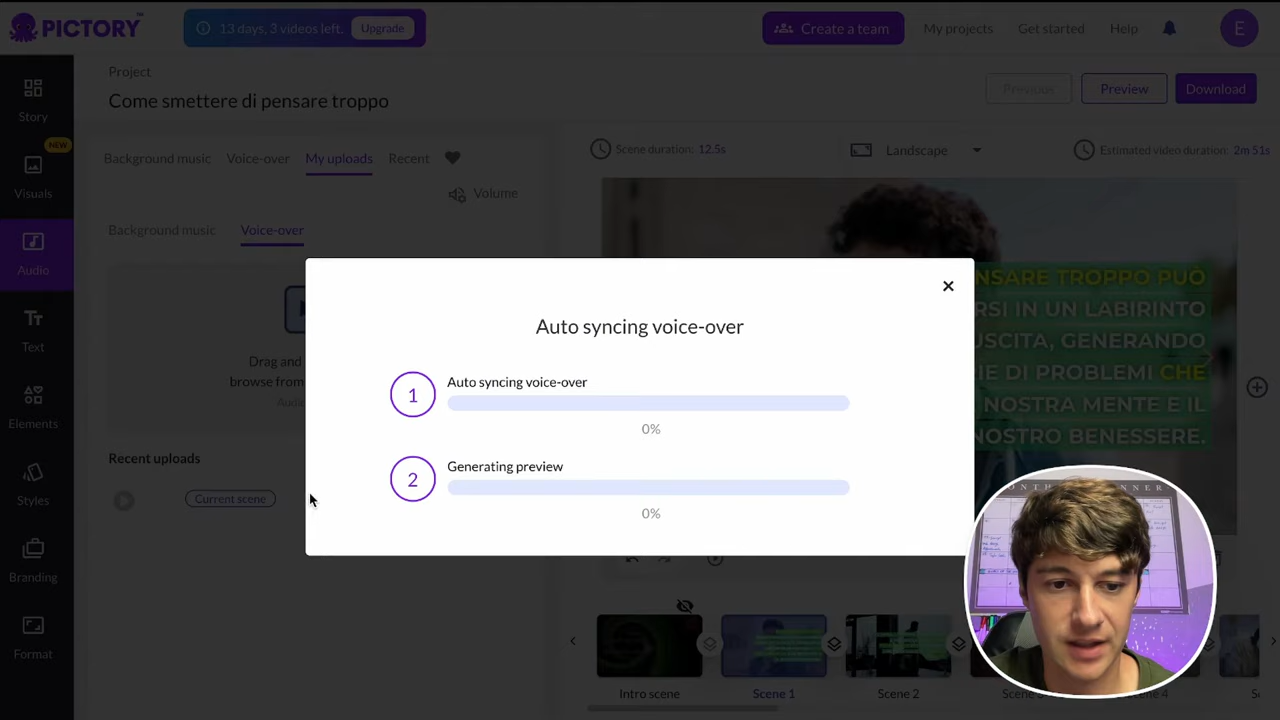 PICTORY
13 days, 3 videos left. Upgrade
Create a team
My projects
Get started
Help
E
Project
Come smettere di pensare troppo
Previous
Preview
Download
Story
NEW
Visuals
Audio
Text
Elements
Styles
Branding
Format
Background music Voice-over My uploads Recent
Volume
Background music Voice-over
Drag and
browse from
Audio
Recent uploads
Current scene
Scene duration: 12.5s
Landscape
Estimated video duration: 2m 51s
NSARE TROPPO PUÒ
RSI IN UN LABIRINTO
USCITA, GENERANDO
RIE DI PROBLEMI CHE
NOSTRA MENTE E IL
NOSTRO BENESSERE.
Auto syncing voice-over
1
Auto syncing voice-over
0%
2
Generating preview
0%
Intro scene
Scene 1
Scene 2